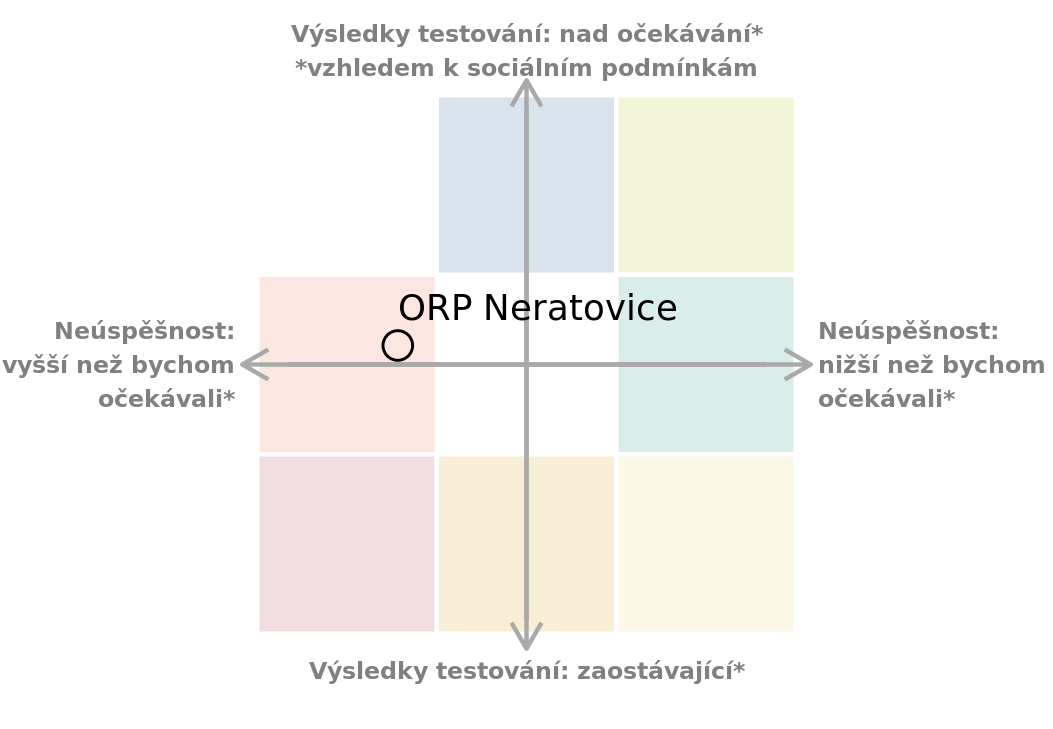 Výsledky testování: nad očekávání*
*vzhledem k sociálním podmínkám
ORP Neratovice
Neúspěšnost:
vyšší než bychom
očekávali*
Neúspěšnost:
nižší než bychom
očekávali*
Výsledky testování: zaostávající*